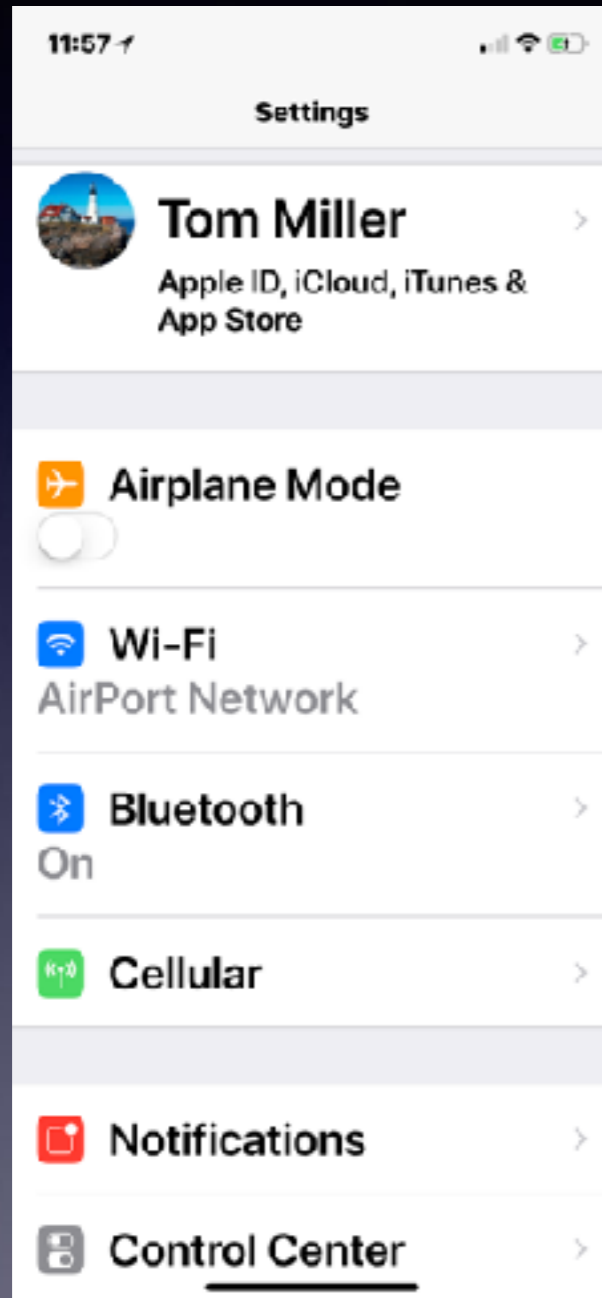 11:57
Settings
Tom Miller
Apple ID, iCloud, iTunes &
App Store
Airplane Mode
Wi-Fi
AirPort Network
Bluetooth
On
Cellular
Notifications
Control Center